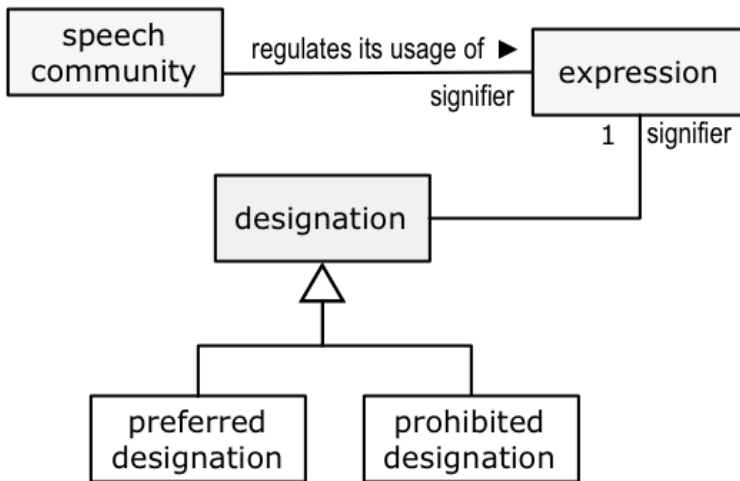 speech
community
regulates its usage of ►
signifier
expression
1
signifier
designation
preferred
designation
prohibited
designation